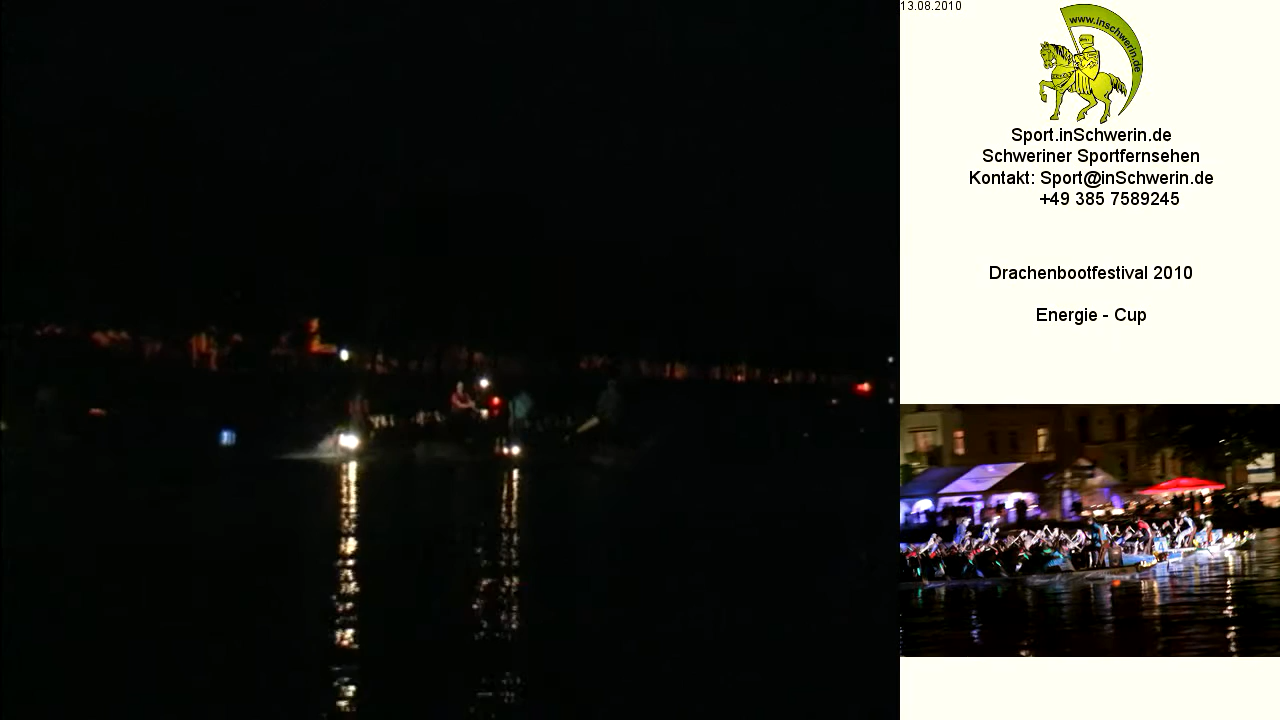 13.08.2010
www.inschwerin.de
Sport.inSchwerin.de
Schweriner Sportfernsehen
Kontakt: Sport@inSchwerin.de
+49 385 7589245
Drachenbootfestival 2010
Energie - Cup